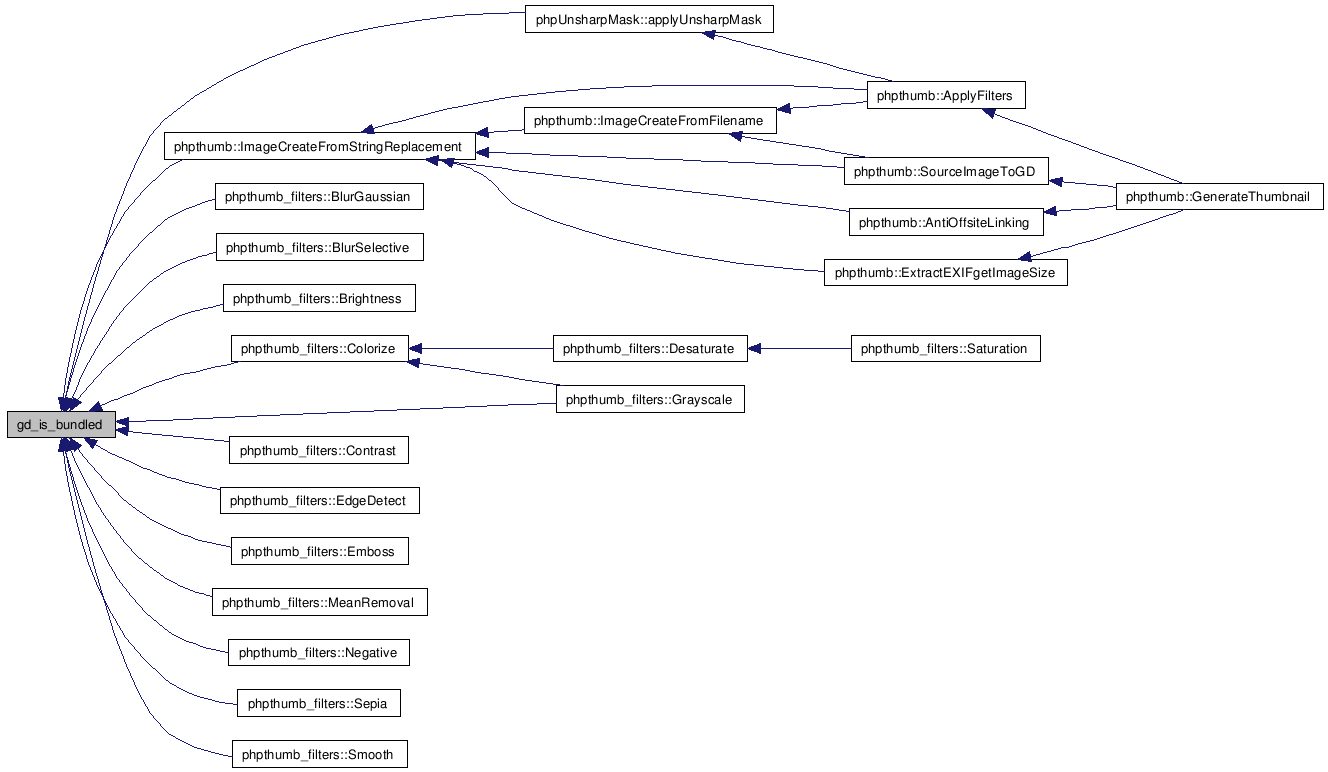 phpUnsharpMask::applyUnsharpMask
phpthumb::ApplyFilters
phpthumb::ImageCreateFromFilename
phpthumb::ImageCreateFromStringReplacement
phpthumb::SourceImageToGD
phpthumb_filters::BlurGaussian
phpthumb::GenerateThumbnail
phpthumb::AntiOffsiteLinking
phpthumb_filters::BlurSelective
phpthumb::ExtractEXIFgetImageSize
phpthumb_filters::Brightness
phpthumb_filters::Colorize
phpthumb_filters::Desaturate
phpthumb_filters::Saturation
phpthumb_filters::Grayscale
gd_is_bundled
phpthumb_filters::Contrast
phpthumb_filters::EdgeDetect
phpthumb_filters::Emboss
phpthumb_filters::MeanRemoval
phpthumb_filters::Negative
phpthumb_filters::Sepia
phpthumb_filters::Smooth